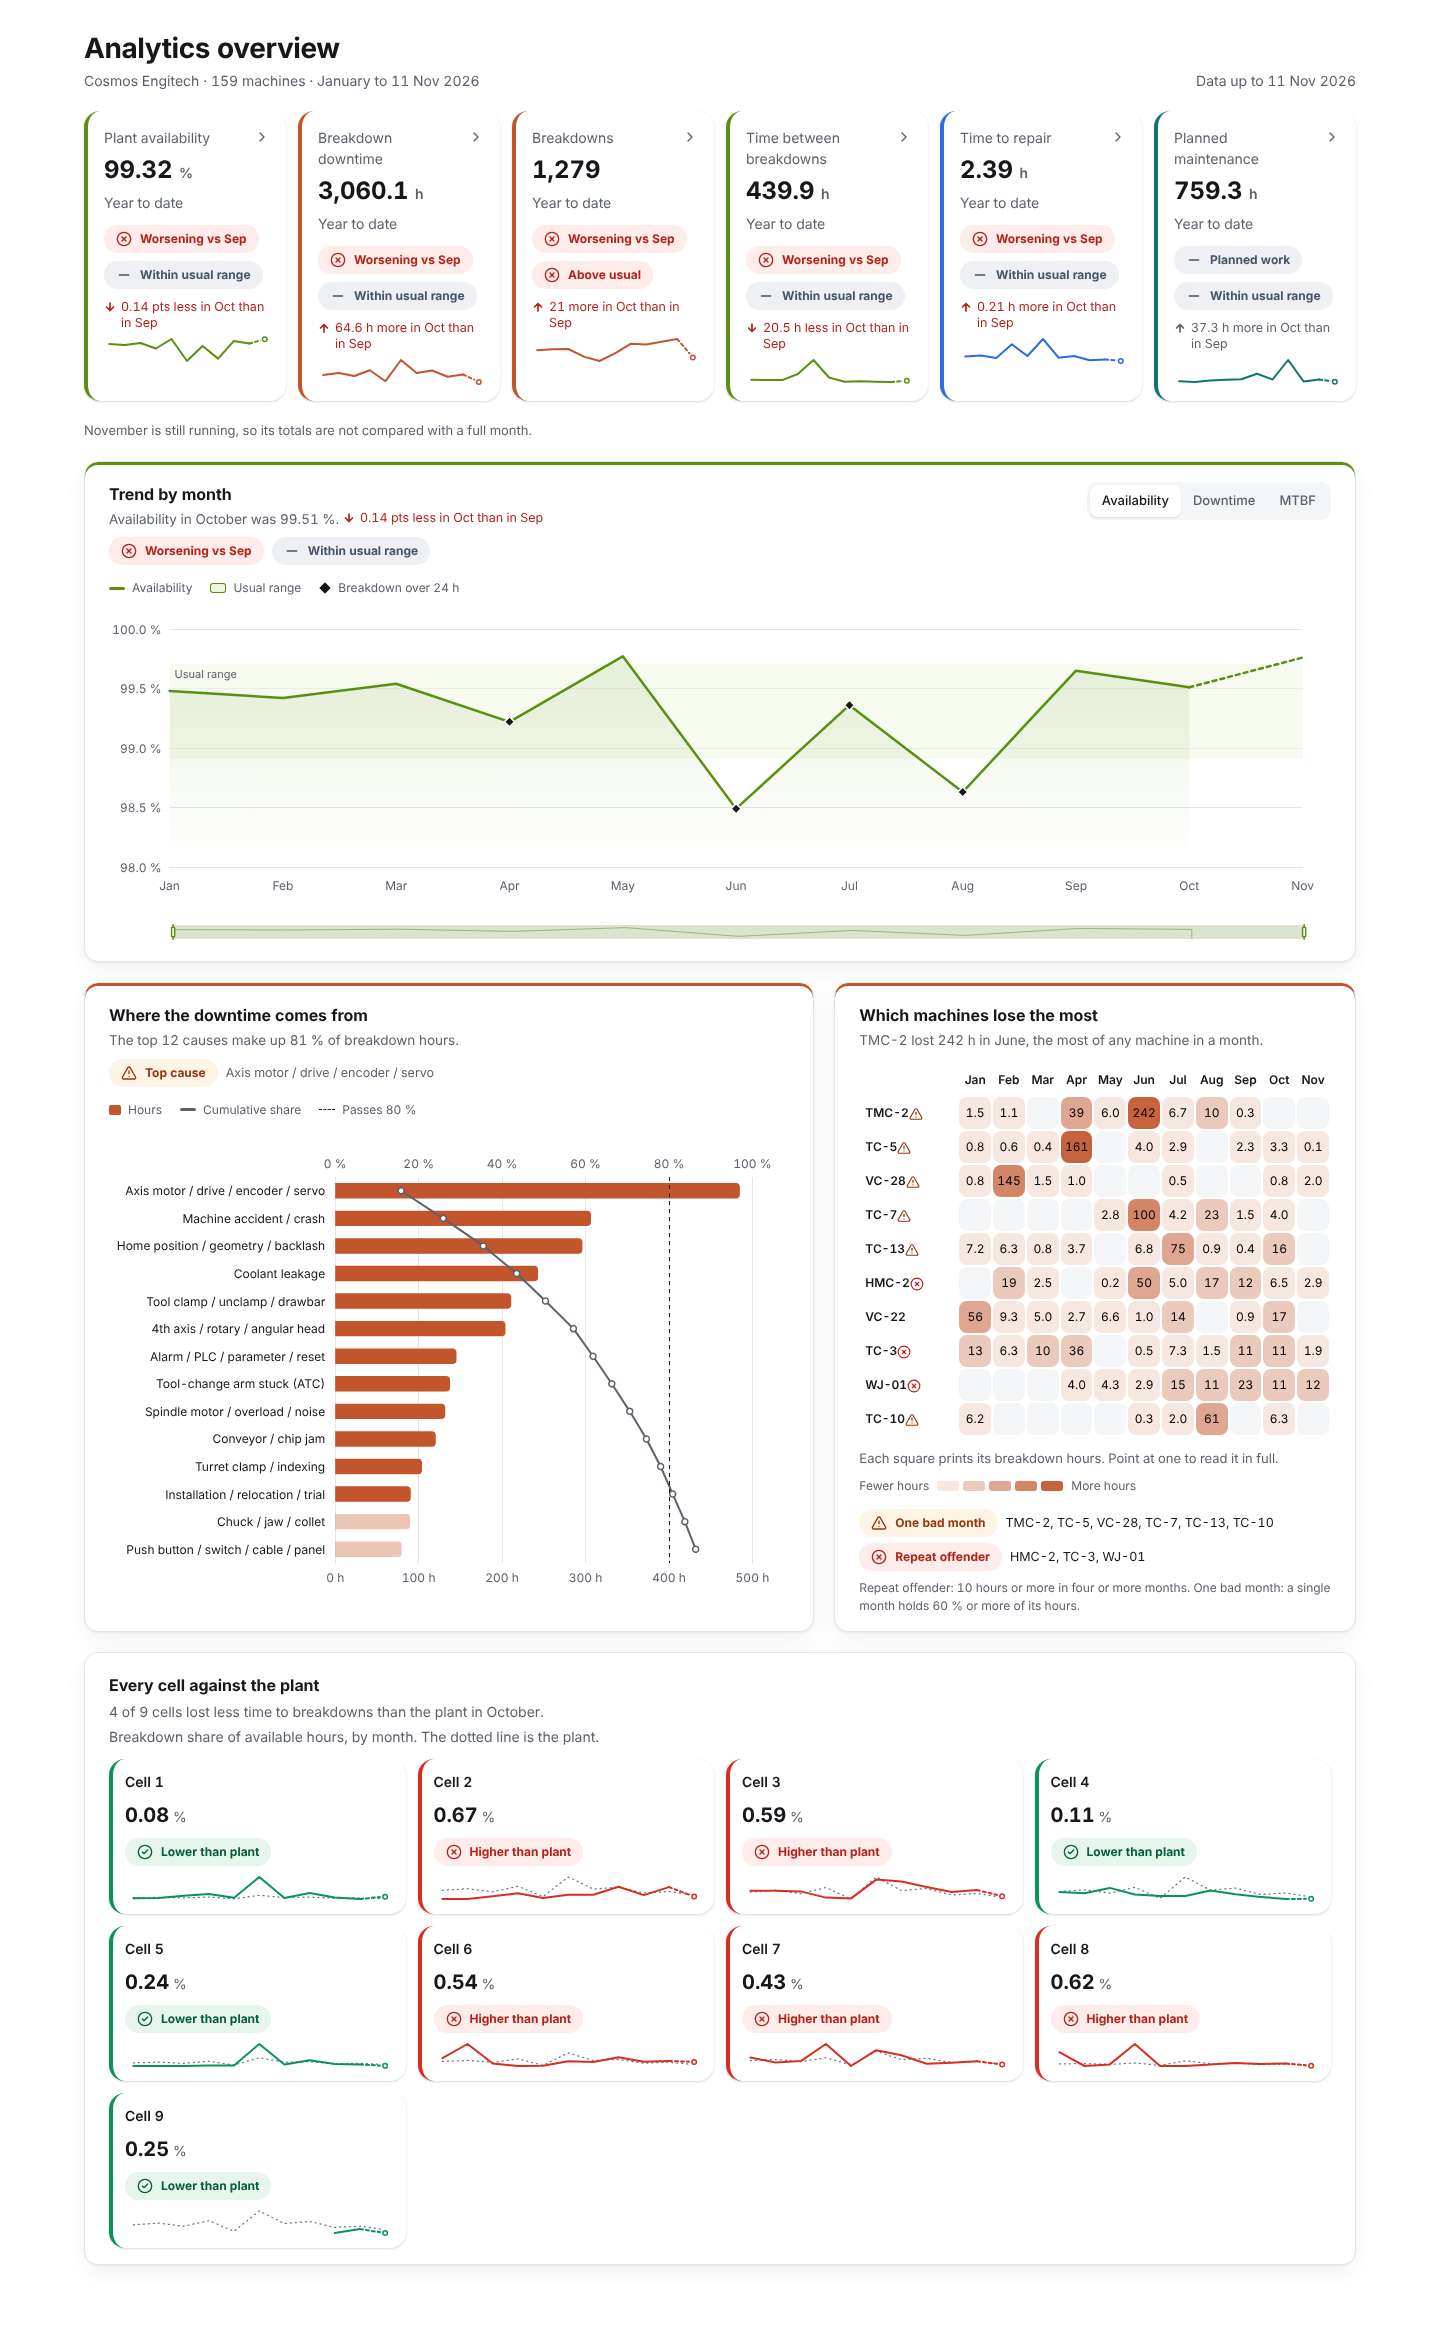 Analytics overview
Cosmos Engitech · 159 machines · January to 11 Nov 2026
Data up to 11 Nov 2026
Plant availability
99.32 %
Year to date
Worsening vs Sep
Within usual range
0.14 pts less in Oct than
in Sep
Breakdown
downtime
3,060.1 h
Year to date
Worsening vs Sep
Within usual range
64.6 h more in Oct than
in Sep
Breakdowns
1,279
Year to date
Worsening vs Sep
Above usual
21 more in Oct than in
Sep
Time between
breakdowns
439.9 h
Year to date
Worsening vs Sep
Within usual range
20.5 h less in Oct than in
Sep
Time to repair
2.39 h
Year to date
Worsening vs Sep
Within usual range
0.21 h more in Oct than
in Sep
Planned
maintenance
759.3 h
Year to date
Planned work
Within usual range
37.3 h more in Oct than
in Sep
November is still running, so its totals are not compared with a full month.
Trend by month
Availability in October was 99.51 %. 0.14 pts less in Oct than in Sep
Worsening vs Sep Within usual range
Availability Downtime MTBF
Availability Usual range Breakdown over 24 h
100.0 %
Usual range
99.5 %
99.0 %
98.5 %
98.0 %
Jan Feb Mar Apr May Jun Jul Aug Sep Oct Nov
Where the downtime comes from
The top 12 causes make up 81 % of breakdown hours.
Top cause Axis motor / drive / encoder / servo
Hours Cumulative share Passes 80 %
0 % 20 % 40 % 60 % 80 % 100 %
Axis motor / drive / encoder / servo
Machine accident / crash
Home position / geometry / backlash
Coolant leakage
Tool clamp / unclamp / drawbar
4th axis / rotary / angular head
Alarm / PLC / parameter / reset
Tool-change arm stuck (ATC)
Spindle motor / overload / noise
Conveyor / chip jam
Turret clamp / indexing
Installation / relocation / trial
Chuck / jaw / collet
Push button / switch / cable / panel
0 h 100 h 200 h 300 h 400 h 500 h
Which machines lose the most
TMC-2 lost 242 h in June, the most of any machine in a month.
Jan Feb Mar Apr May Jun Jul Aug Sep Oct Nov
TMC-2 1.5 1.1 39 6.0 242 6.7 10 0.3
TC-5 0.8 0.6 0.4 161 4.0 2.9 2.3 3.3 0.1
VC-28 0.8 145 1.5 1.0 0.5 0.8 2.0
TC-7 2.8 100 4.2 23 1.5 4.0
TC-13 7.2 6.3 0.8 3.7 6.8 75 0.9 0.4 16
HMC-2 19 2.5 0.2 50 5.0 17 12 6.5 2.9
VC-22 56 9.3 5.0 2.7 6.6 1.0 14 0.9 17
TC-3 13 6.3 10 36 0.5 7.3 1.5 11 11 1.9
WJ-01 4.0 4.3 2.9 15 11 23 11 12
TC-10 6.2 0.3 2.0 61 6.3
Each square prints its breakdown hours. Point at one to read it in full.
Fewer hours More hours
One bad month TMC-2, TC-5, VC-28, TC-7, TC-13, TC-10
Repeat offender HMC-2, TC-3, WJ-01
Repeat offender: 10 hours or more in four or more months. One bad month: a single
month holds 60 % or more of its hours.
Every cell against the plant
4 of 9 cells lost less time to breakdowns than the plant in October.
Breakdown share of available hours, by month. The dotted line is the plant.
Cell 1
0.08 %
Lower than plant
Cell 2
0.67 %
Higher than plant
Cell 3
0.59 %
Higher than plant
Cell 4
0.11 %
Lower than plant
Cell 5
0.24 %
Lower than plant
Cell 6
0.54 %
Higher than plant
Cell 7
0.43 %
Higher than plant
Cell 8
0.62 %
Higher than plant
Cell 9
0.25 %
Lower than plant